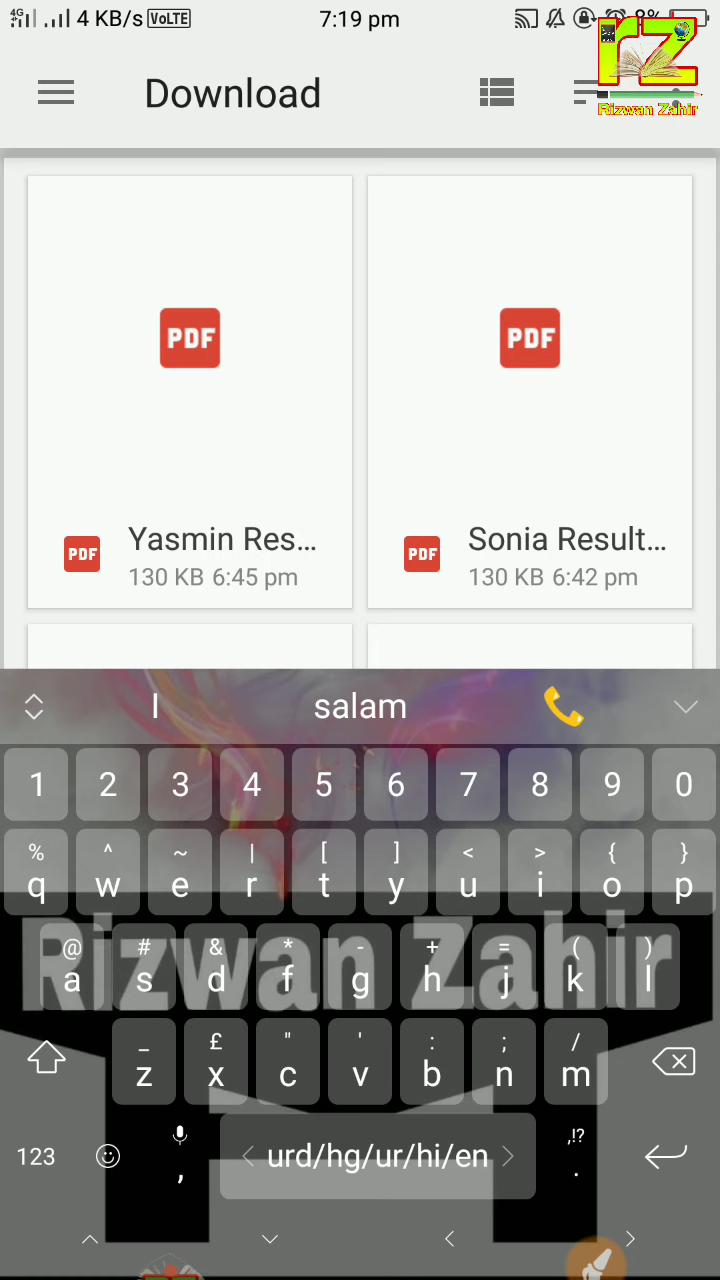 4G 4 KB/s VoLTE 7:19 pm 8%
rz
Download
Rizwan Zahir
PDF PDF
PDF Yasmin Res... PDF Sonia Result...
130 KB 6:45 pm 130 KB 6:42 pm
I salam
1 2 3 4 5 6 7 8 9 0
% ^ ~ | [ ] < > { }
q w e r t y u i o p
Rizwan Zahir
@ # & * - + = ( )
a s d f g h j k l
_ £ " ' : ; /
z x c v b n m
,!?
123 , < urd/hg/ur/hi/en > .